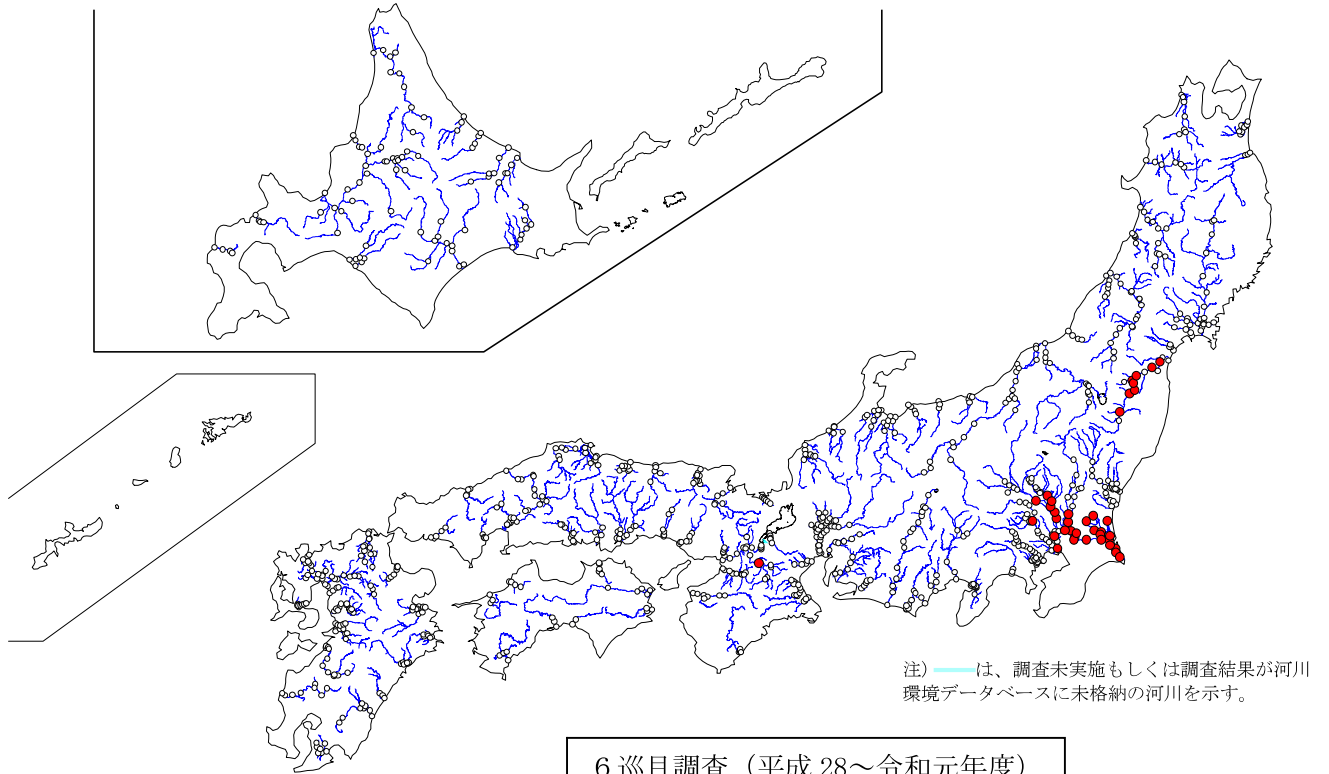 注) は、調査未実施もしくは調査結果が河川
環境データベースに未格納の河川を示す。
6巡目調査（平成 28～令和元年度）